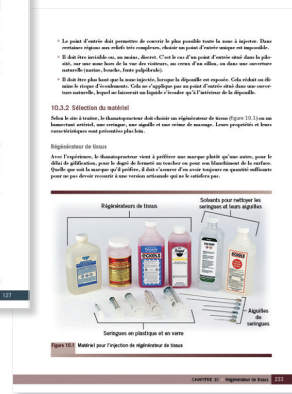 • Le point d'entrée doit permettre de couvrir le plus possible toute la zone à injecter. Dans
certaines régions aux reliefs très complexes, choisir un point d'entrée unique est impossible.
• Il doit être invisible ou, au moins, discret. C'est le cas d'un point d'entrée situé dans la pilo-
sité, sur une zone hors de la vue des visiteurs, au creux d'un sillon, ou dans une ouverture
naturelle (narine, bouche, fente palpébrale).
• Il doit être plus haut que la zone injectée, lorsque la dépouille est exposée. Cela réduit ou éli-
mine le risque d'écoulements. Cela ne s'applique pas au point d'entrée situé dans une ouver-
ture naturelle, lequel ne laisserait un liquide s'écouler qu'à l'intérieur de la dépouille.
10.3.2 Sélection du matériel
Selon le site à traiter, le thanatopracteur doit choisir un régénérateur de tissus (figure 10.1) ou un
humectant artériel, une seringue, une aiguille et une crème de massage. Leurs propriétés et leurs
caractéristiques sont présentées plus loin.
Régénérateur de tissus
Avec l'expérience, le thanatopracteur vient à préférer une marque plutôt qu'une autre, pour le
délai de gélification, pour le degré de fermeté au toucher ou pour son blanchiment de la surface.
Quelle que soit la marque qu'il préfère, il doit s'assurer d'en avoir toujours en quantité suffisante
pour ne pas devoir recourir à une version artisanale qui ne le satisfera pas.
Régénérateurs de tissus
Solvants pour nettoyer les
seringues et leurs aiguilles
Aiguilles
de
seringues
Seringues en plastique et en verre
Figure 10.1 Matériel pour l'injection de régénérateur de tissus
127
CHAPITRE 10 Régénérateur de tissus 233